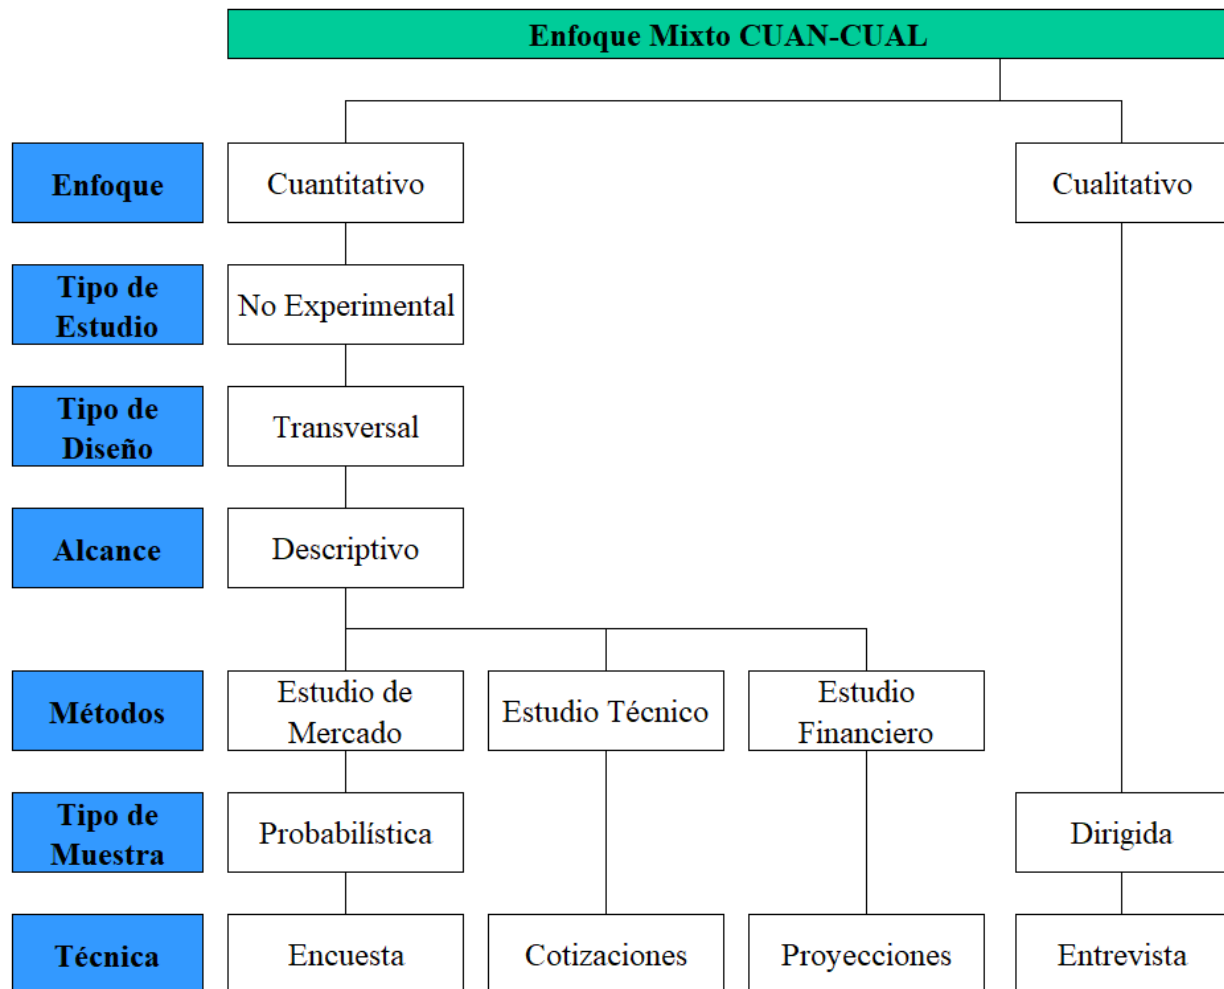 Enfoque Mixto CUAN-CUAL
Enfoque
Cuantitativo
Cualitativo
Tipo de
Estudio
No Experimental
Tipo de
Diseño
Transversal
Alcance
Descriptivo
Métodos
Estudio de
Mercado
Estudio Técnico
Estudio
Financiero
Tipo de
Muestra
Probabilística
Dirigida
Técnica
Encuesta
Cotizaciones
Proyecciones
Entrevista